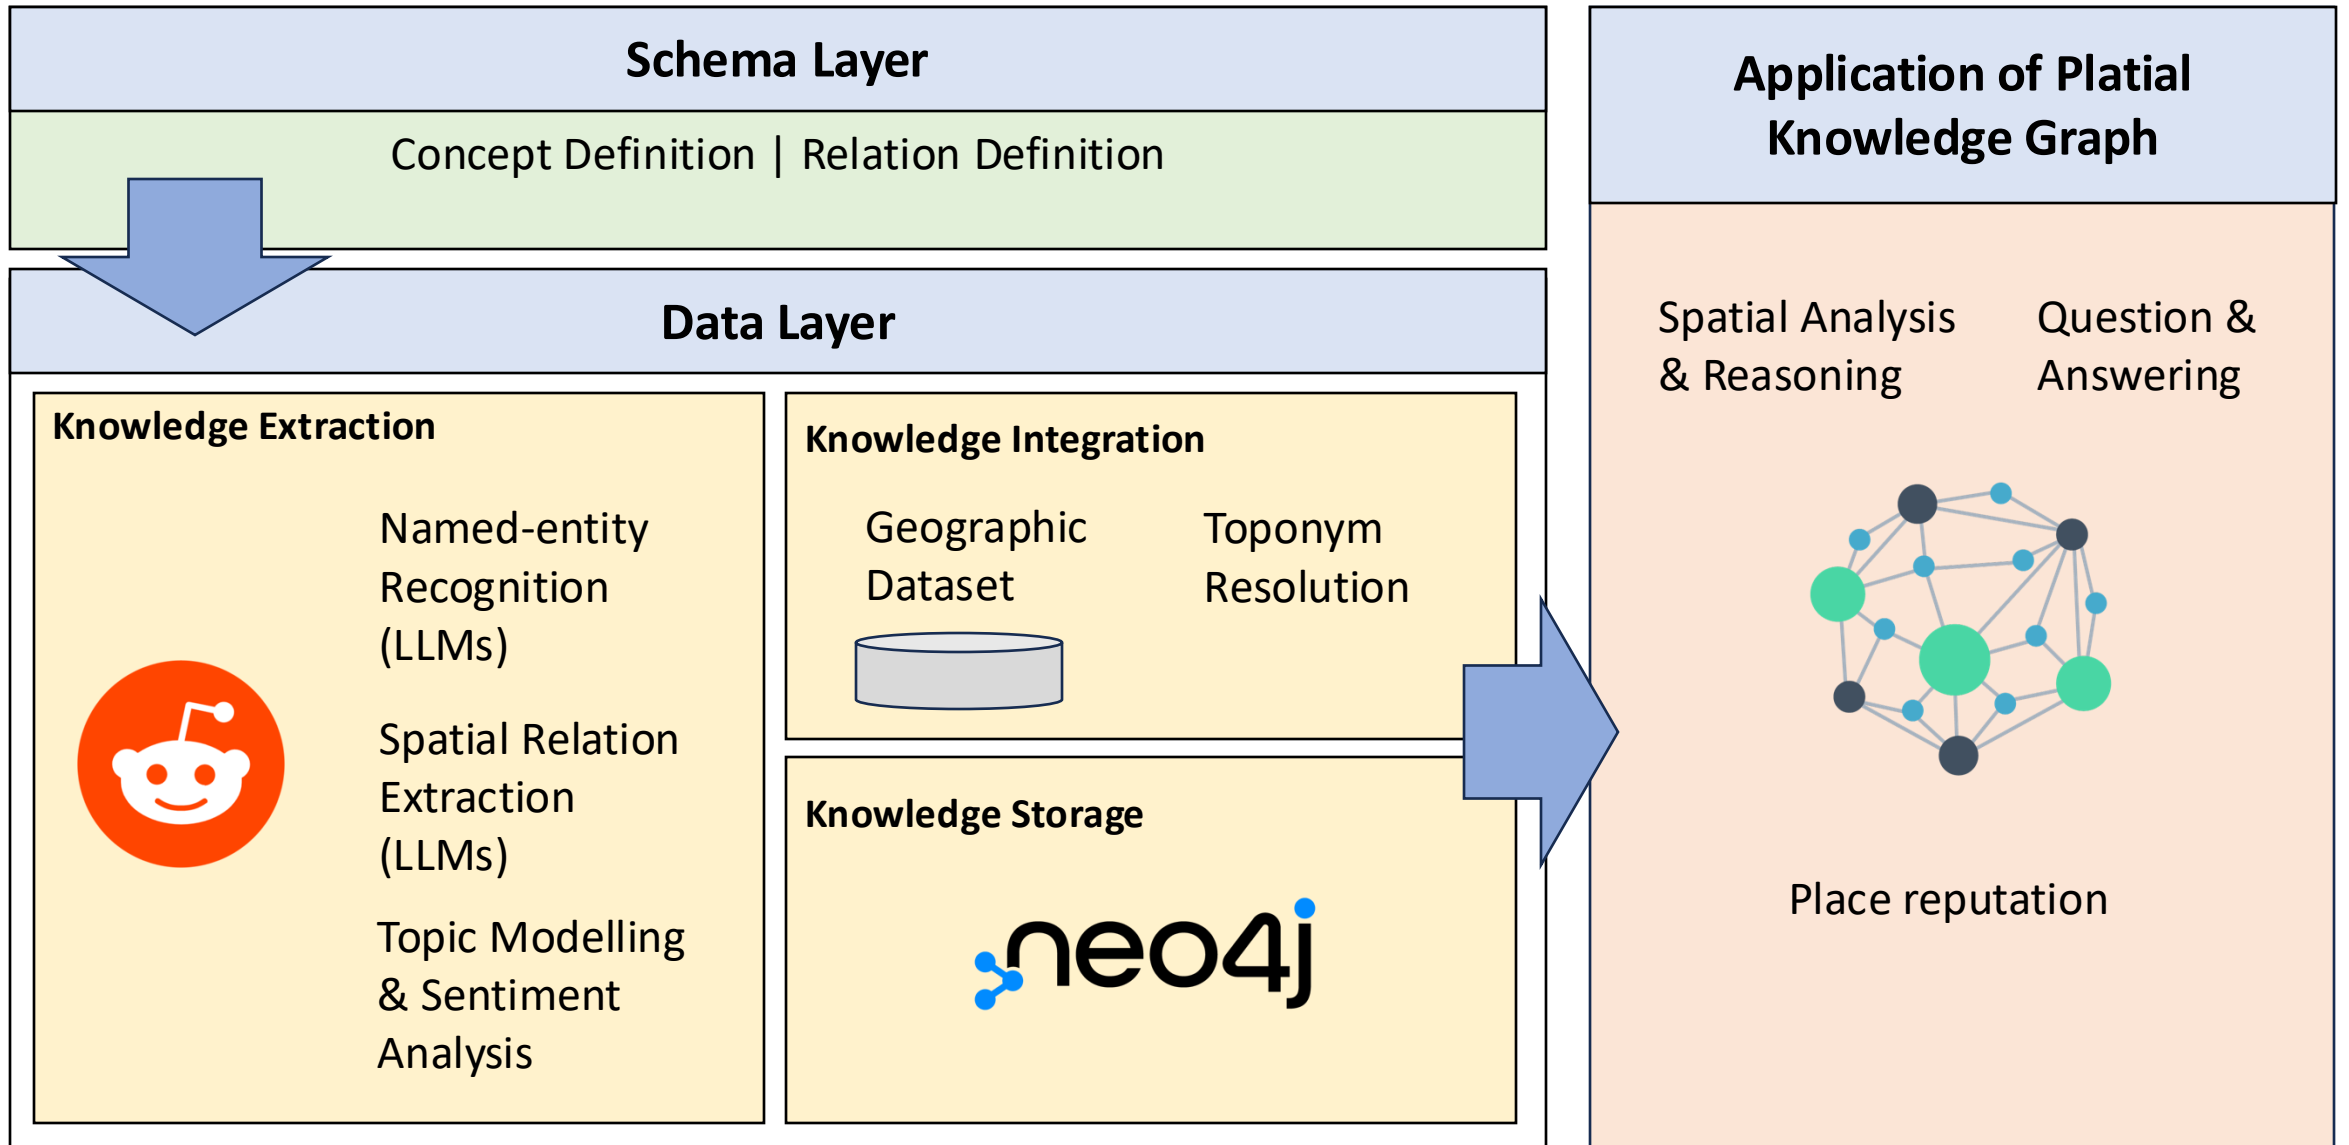 Schema Layer
Concept Definition | Relation Definition
Data Layer
Knowledge Extraction
Named-entity
Recognition
(LLMs)
Spatial Relation
Extraction
(LLMs)
Topic Modelling
& Sentiment
Analysis
Knowledge Integration
Geographic
Dataset
Toponym
Resolution
Knowledge Storage
neo4j
Application of Platial
Knowledge Graph
Spatial Analysis
& Reasoning
Question &
Answering
Place reputation